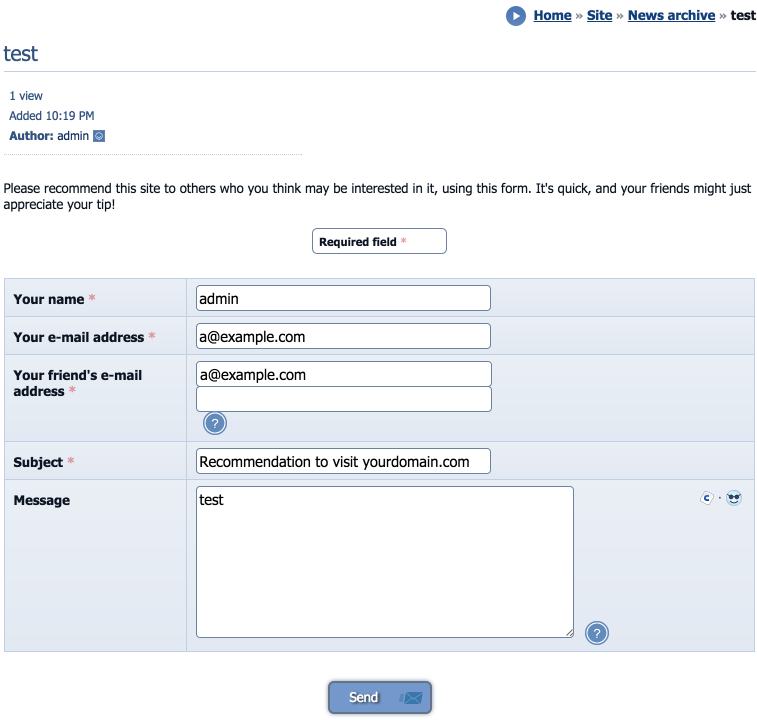 Home » Site » News archive » test
test
1 view
Added 10:19 PM
Author: admin
Please recommend this site to others who you think may be interested in it, using this form. It's quick, and your friends might just
appreciate your tip!
Required field *
Your name * admin
Your e-mail address * a@example.com
Your friend's e-mail
address *
a@example.com
?
Subject * Recommendation to visit yourdomain.com
Message
test
c ·
?
Send